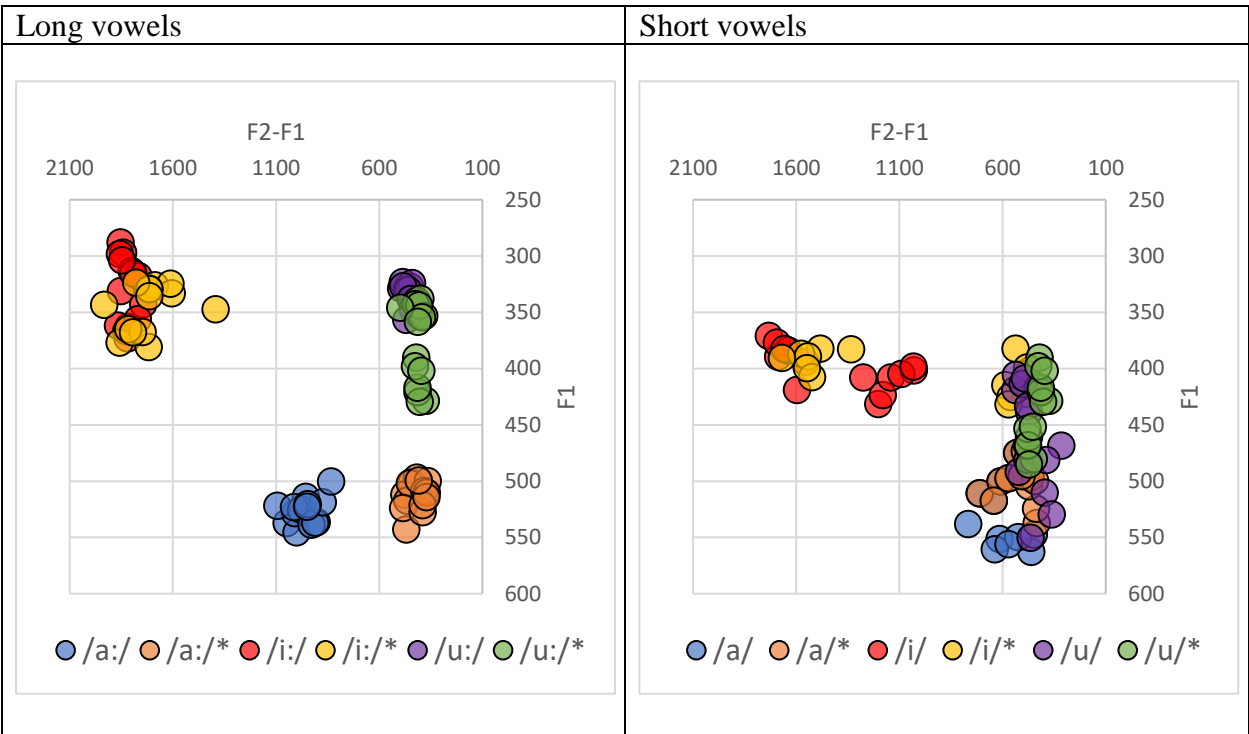 Long vowels
Short vowels
F2-F1
2100 1600 1100 600 100
250
300
350
400
450
500
550
600
F1
/a:/ /a:/* /i:/ /i:/* /u:/ /u:/*
F2-F1
2100 1600 1100 600 100
250
300
350
400
450
500
550
600
F1
/a/ /a/* /i/ /i/* /u/ /u/*